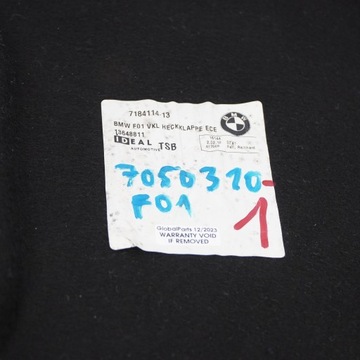 7184114-13
BMW F01 VKL HECKKLAPPE ECE
13648811
IDEAL TSB
AUTOMOTIVE
BMW
7050310-
F01
1
GlobalParts 12/2023
WARRANTY VOID
IF REMOVED